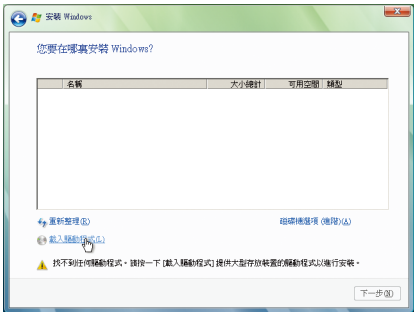 安裝 Windows
您要在哪裏安裝 Windows?
名稱 大小總計 可用空間 類型
重新整理(R) 磁碟機選項 (進階)(A)
載入驅動程式(L)
找不到任何驅動程式。請按一下 [載入驅動程式] 提供大型存放裝置的驅動程式以進行安裝。
下一步(N)